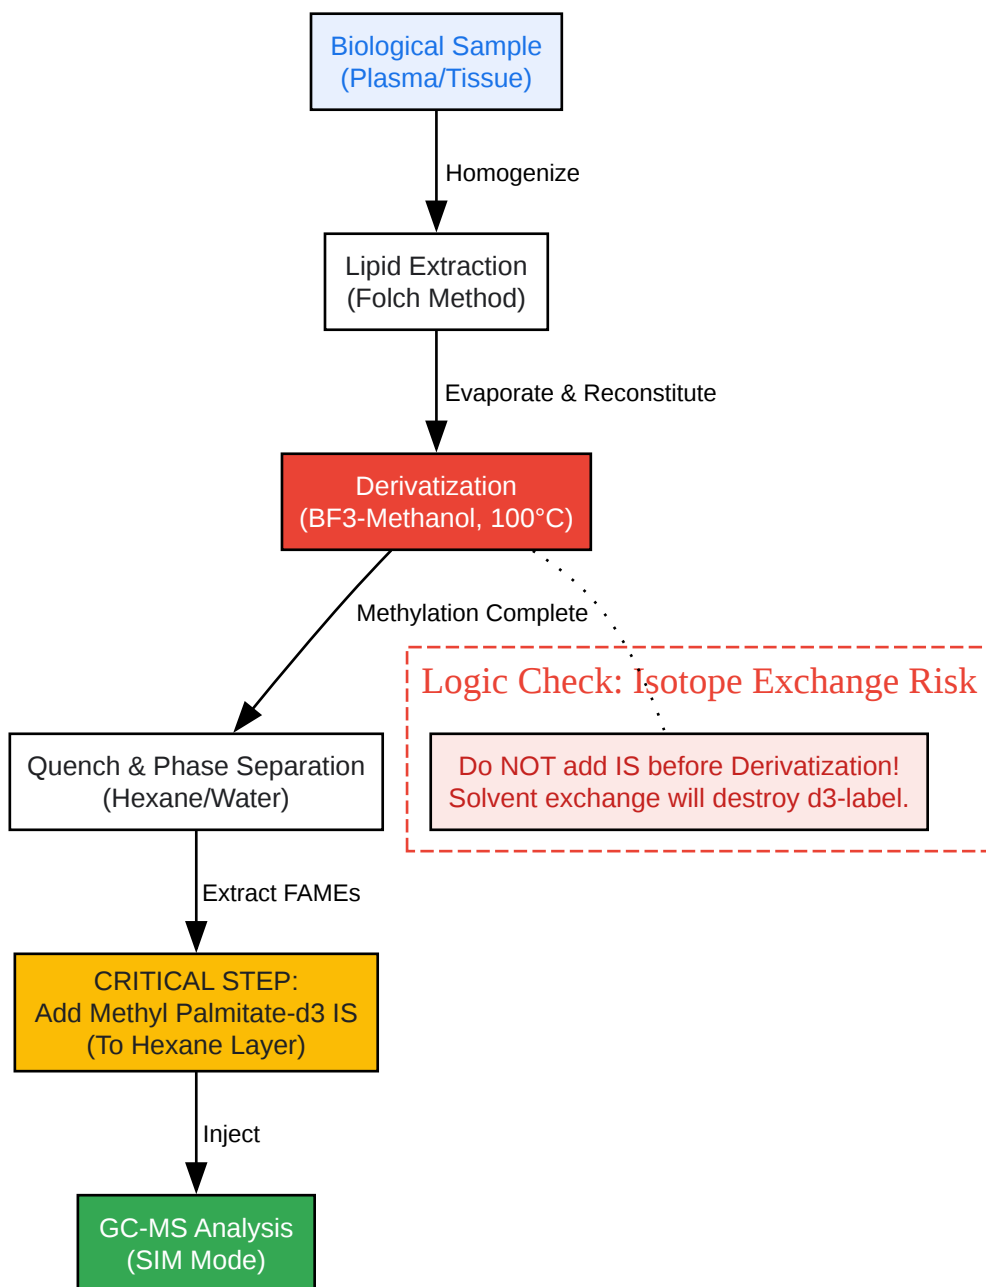 Biological Sample
(Plasma/Tissue)
Homogenize
Lipid Extraction
(Folch Method)
Evaporate & Reconstitute
Derivatization
(BF3-Methanol, 100°C)
Methylation Complete
Logic Check: Isotope Exchange Risk
Quench & Phase Separation
(Hexane/Water)
Do NOT add IS before Derivatization!
Solvent exchange will destroy d3-label.
Extract FAMEs
CRITICAL STEP:
Add Methyl Palmitate-d3 IS
(To Hexane Layer)
Inject
GC-MS Analysis
(SIM Mode)